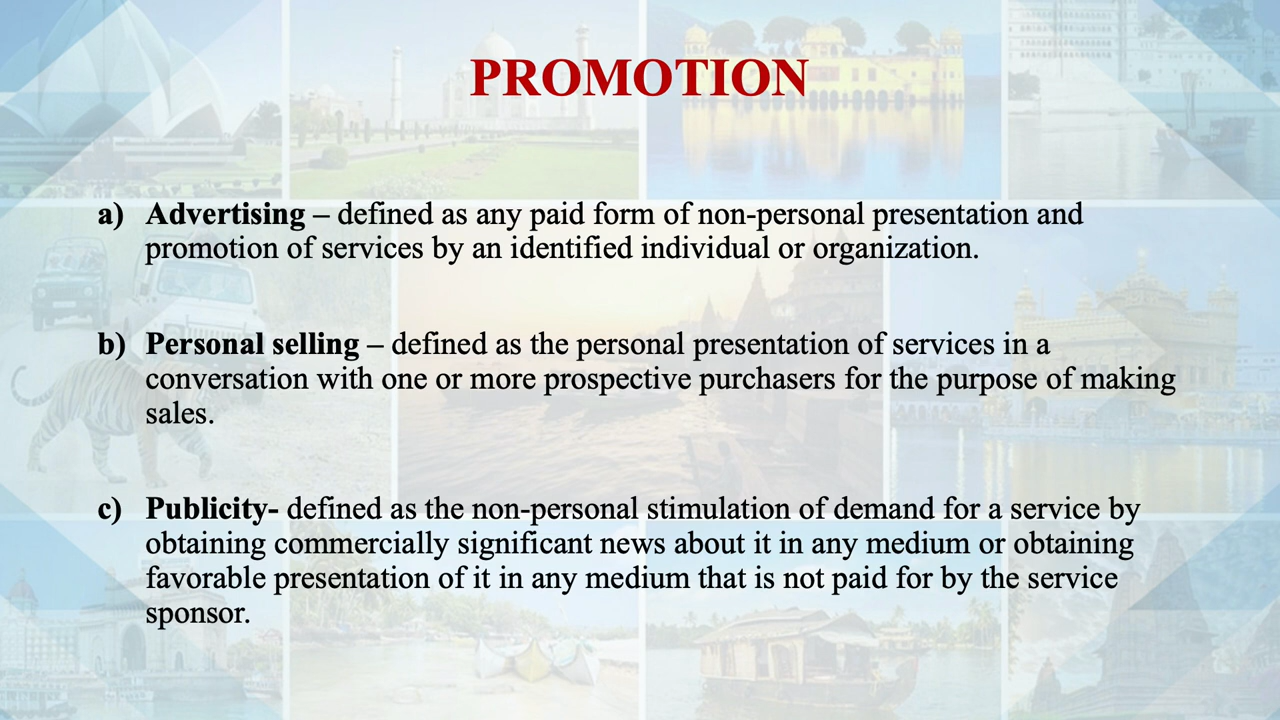 PROMOTION
a) Advertising – defined as any paid form of non-personal presentation and
promotion of services by an identified individual or organization.
b) Personal selling – defined as the personal presentation of services in a
conversation with one or more prospective purchasers for the purpose of making
sales.
c) Publicity- defined as the non-personal stimulation of demand for a service by
obtaining commercially significant news about it in any medium or obtaining
favorable presentation of it in any medium that is not paid for by the service
sponsor.